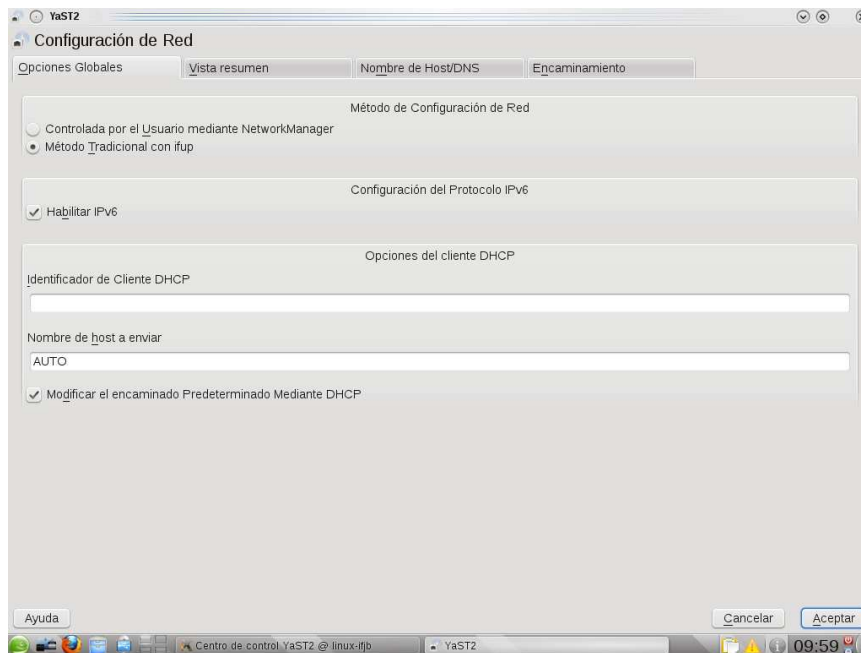 YaST2
Configuración de Red
Opciones Globales
Vista resumen
Nombre de Host/DNS
Encaminamiento
Método de Configuración de Red
Controlada por el Usuario mediante NetworkManager
Método Tradicional con ifup
Configuración del Protocolo IPv6
Habilitar IPv6
Opciones del cliente DHCP
Identificador de Cliente DHCP
Nombre de host a enviar
AUTO
Modificar el encaminado Predeterminado Mediante DHCP
Ayuda
Cancelar
Aceptar
Centro de control YaST2 @ linux-ifjb
YaST2
09:59